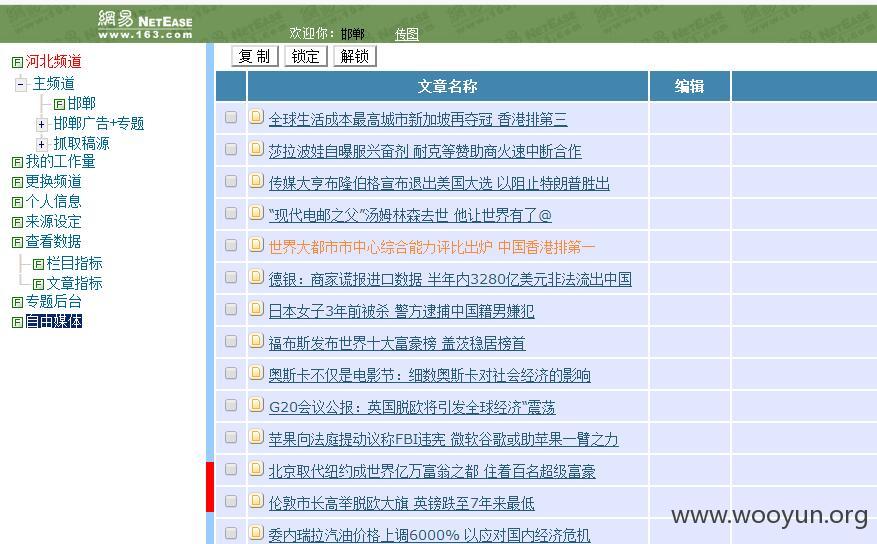 網易 NETEASE
www.163.com
欢迎你: 邯郸 传图
河北频道
主频道
邯郸
邯郸广告+专题
抓取稿源
我的工作量
更换频道
个人信息
来源设定
查看数据
栏目指标
文章指标
专题后台
自由媒体
复制 锁定 解锁
文章名称 编辑
全球生活成本最高城市新加坡再夺冠 香港排第三
莎拉波娃自曝服兴奋剂 耐克等赞助商火速中断合作
传媒大亨布隆伯格宣布退出美国大选 以阻止特朗普胜出
“现代电邮之父”汤姆林森去世 他让世界有了@
世界大都市市中心综合能力评比出炉 中国香港排第一
德银：商家谎报进口数据 半年内3280亿美元非法流出中国
日本女子3年前被杀 警方逮捕中国籍男嫌犯
福布斯发布世界十大富豪榜 盖茨稳居榜首
奥斯卡不仅是电影节：细数奥斯卡对社会经济的影响
G20会议公报：英国脱欧将引发全球经济“震荡
苹果向法庭提动议称FBI违宪 微软谷歌或助苹果一臂之力
北京取代纽约成世界亿万富翁之都 住着百名超级富豪
伦敦市长高举脱欧大旗 英镑跌至7年来最低
委内瑞拉汽油价格上调6000% 以应对国内经济危机
www.wooyun.org